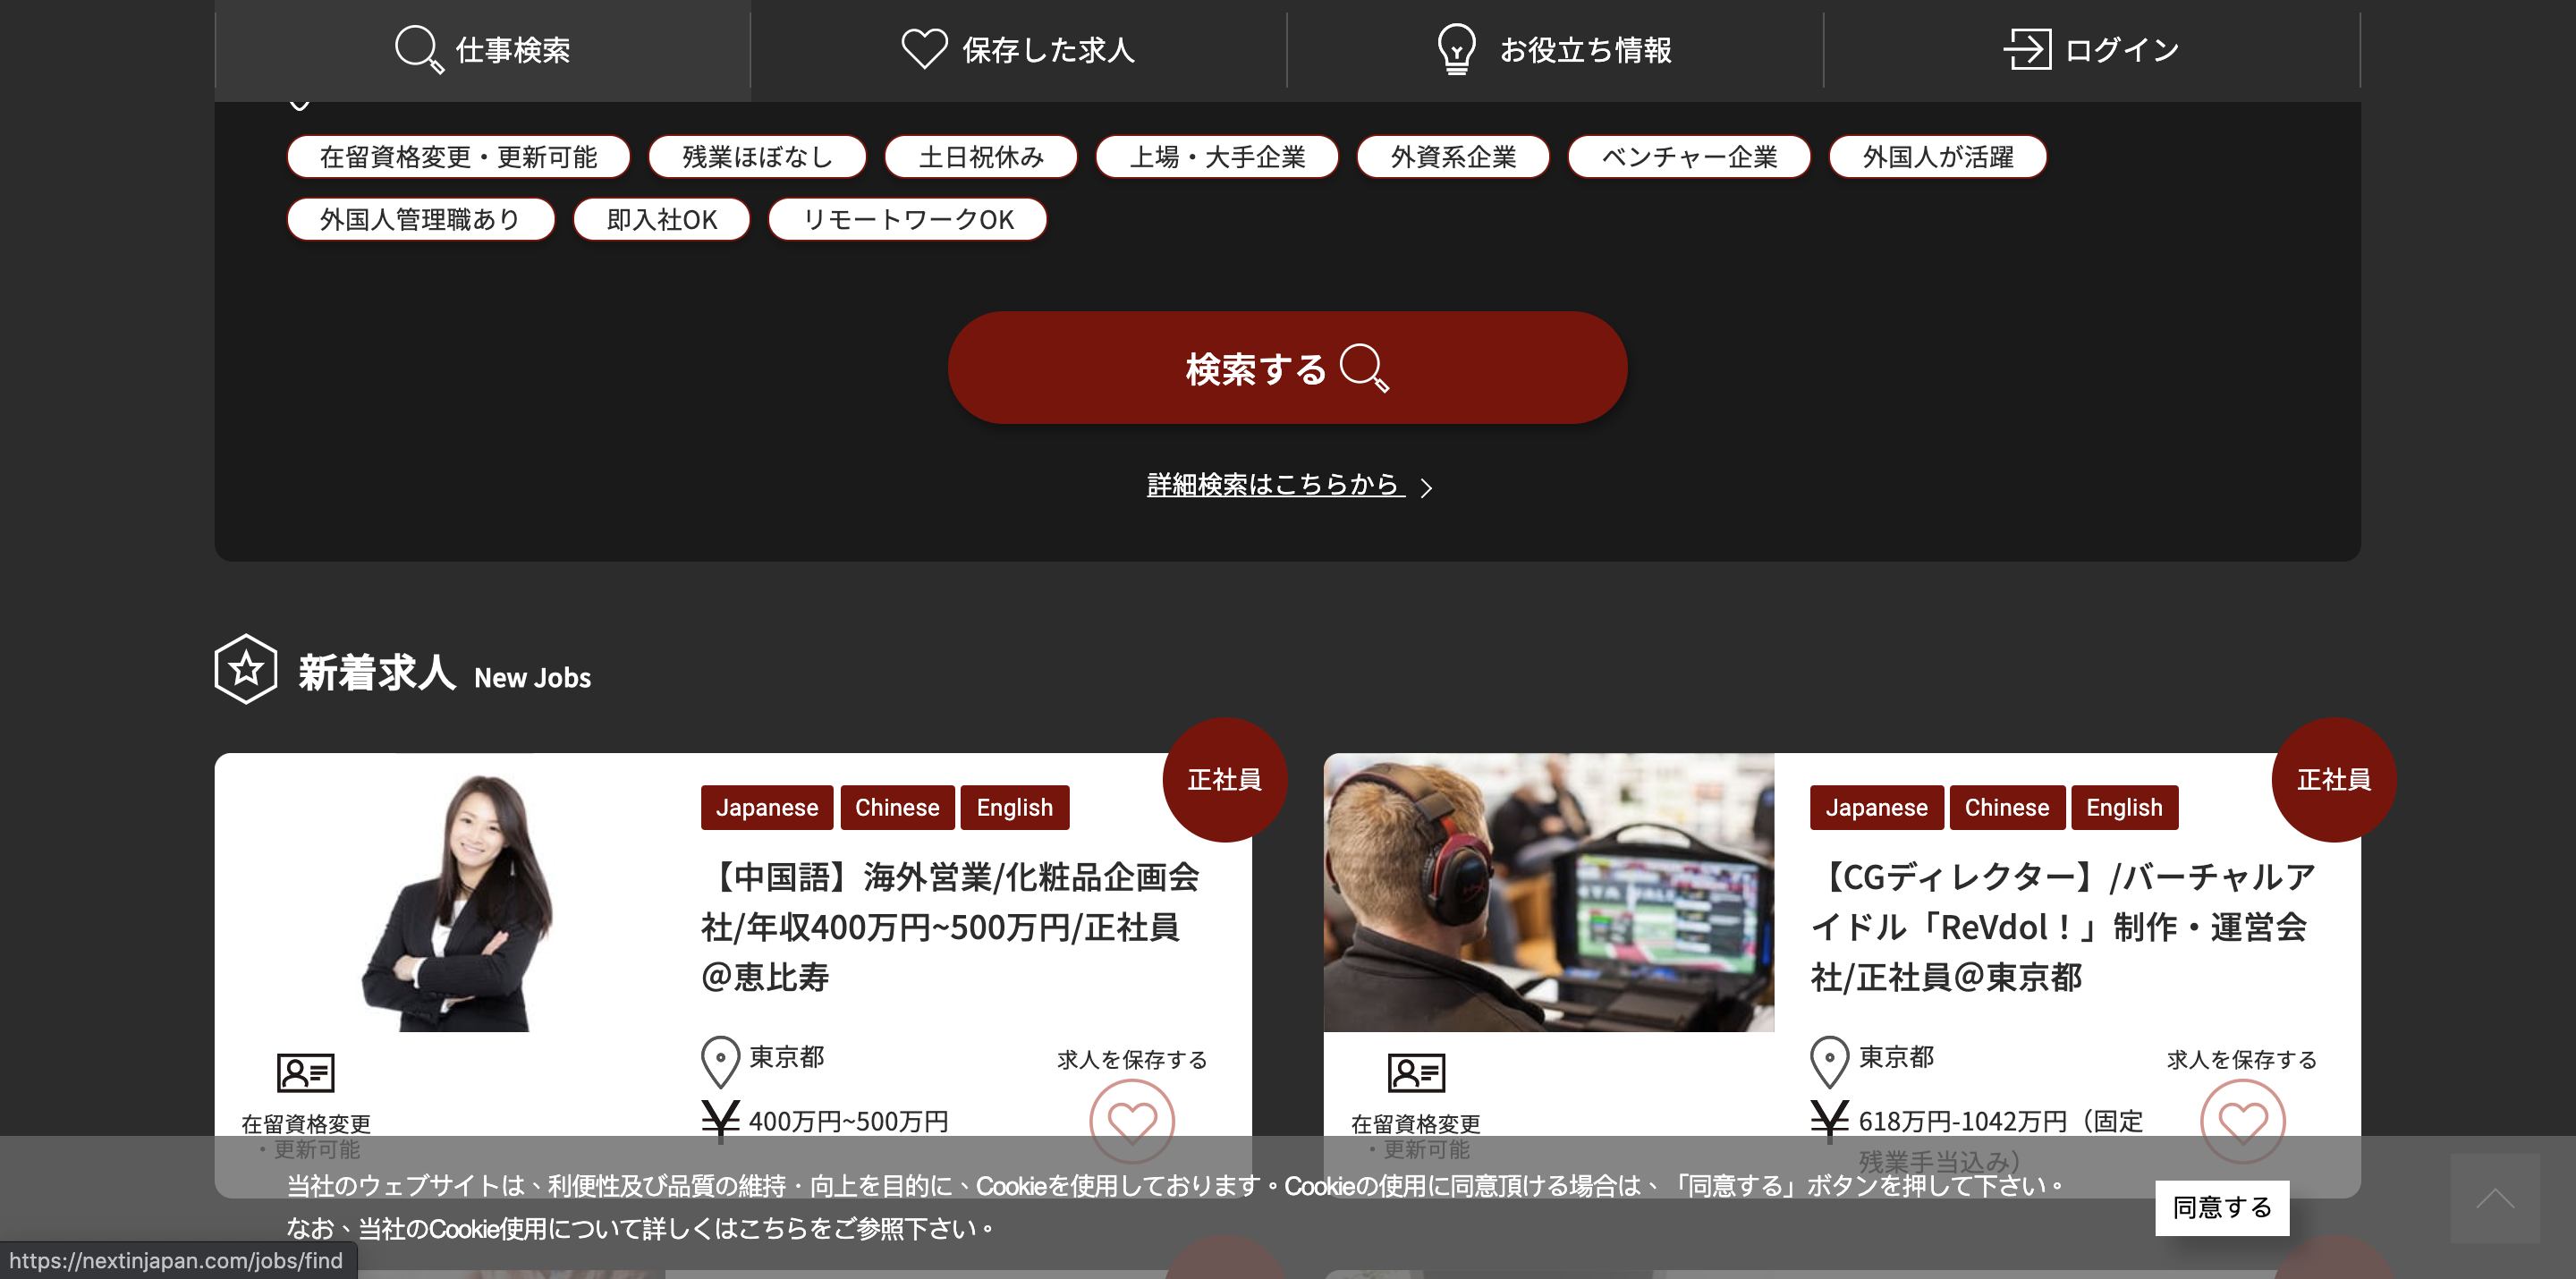 仕事検索
保存した求人
お役立ち情報
ログイン
在留資格変更・更新可能
残業ほぼなし
土日祝休み
上場・大手企業
外資系企業
ベンチャー企業
外国人が活躍
外国人管理職あり
即入社OK
リモートワークOK
検索する
詳細検索はこちらから
新着求人 New Jobs
正社員
Japanese
Chinese
English
【中国語】海外営業/化粧品企画会
社/年収400万円~500万円/正社員
@恵比寿
東京都
400万円~500万円
求人を保存する
在留資格変更
・更新可能
正社員
Japanese
Chinese
English
【CGディレクター】/バーチャルア
イドル「ReVdol！」制作・運営会
社/正社員@東京都
東京都
618万円-1042万円（固定
残業手当込み）
求人を保存する
在留資格変更
・更新可能
当社のウェブサイトは、利便性及び品質の維持・向上を目的に、Cookieを使用しております。Cookieの使用に同意頂ける場合は、「同意する」ボタンを押して下さい。
なお、当社のCookie使用について詳しくはこちらをご参照下さい。
同意する
https://nextinjapan.com/jobs/find